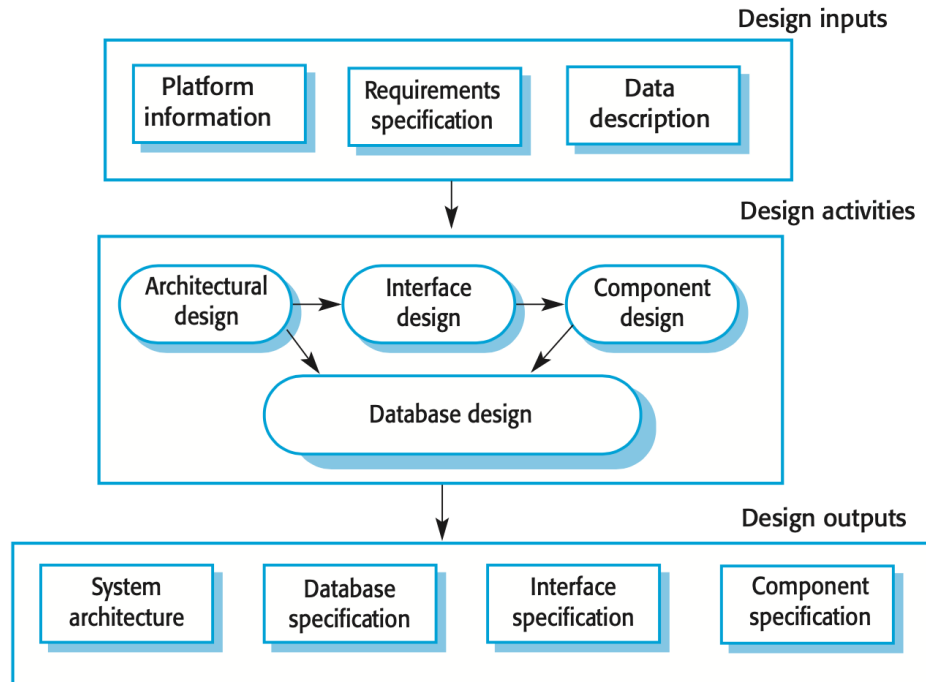 Design inputs
Platform
information
Requirements
specification
Data
description
Design activities
Architectural
design
Interface
design
Component
design
Database design
Design outputs
System
architecture
Database
specification
Interface
specification
Component
specification